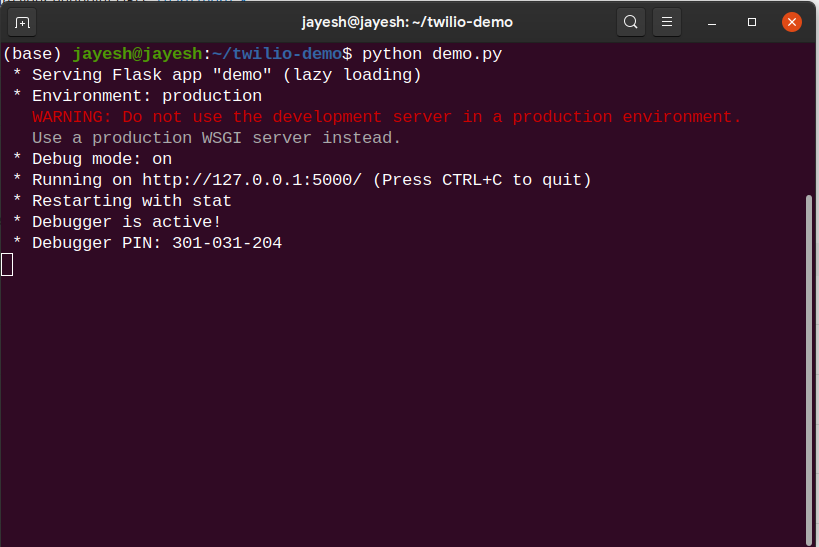 jayesh@jayesh: ~/twilio-demo
(base) jayesh@jayesh:~/twilio-demo$ python demo.py
 * Serving Flask app "demo" (lazy loading)
 * Environment: production
   WARNING: Do not use the development server in a production environment.
   Use a production WSGI server instead.
 * Debug mode: on
 * Running on http://127.0.0.1:5000/ (Press CTRL+C to quit)
 * Restarting with stat
 * Debugger is active!
 * Debugger PIN: 301-031-204